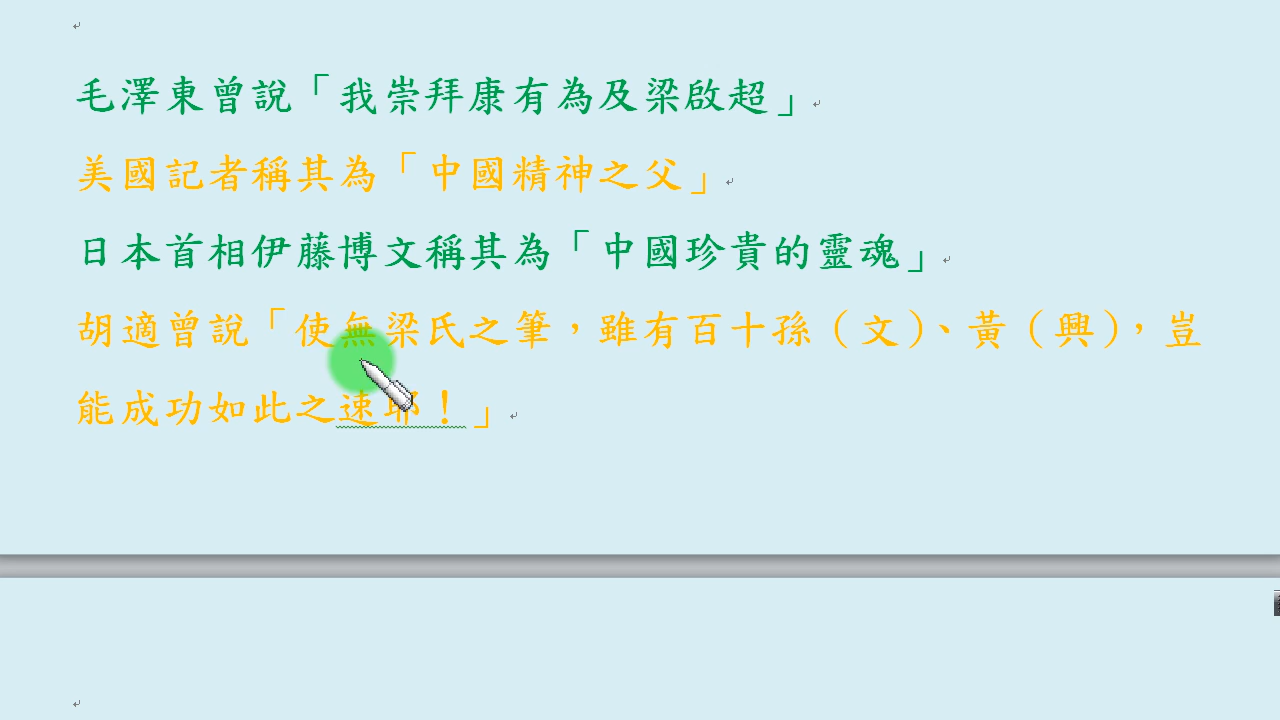 毛澤東曾說「我崇拜康有為及梁啟超」
美國記者稱其為「中國精神之父」
日本首相伊藤博文稱其為「中國珍貴的靈魂」
胡適曾說「使無梁氏之筆，雖有百十孫（文）、黃（興），豈
能成功如此之速耶！」